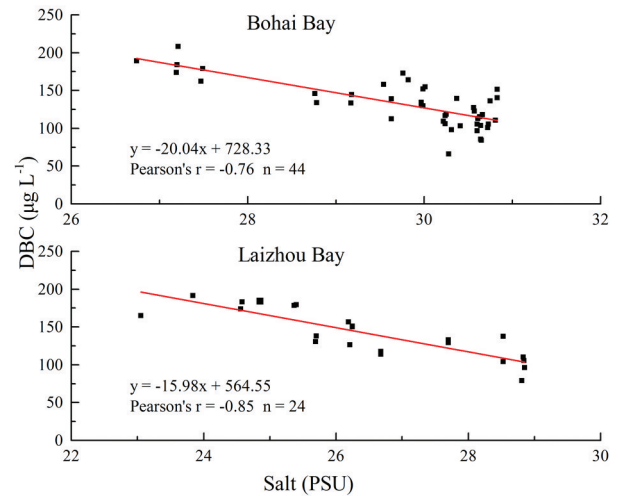 Bohai Bay
250
200
150
100
50
0
y = -20.04x + 728.33
Pearson's r = -0.76 n = 44
26 28 30 32
DBC (μg L⁻¹)
Laizhou Bay
250
200
150
100
50
0
y = -15.98x + 564.55
Pearson's r = -0.85 n = 24
22 24 26 28 30
Salt (PSU)